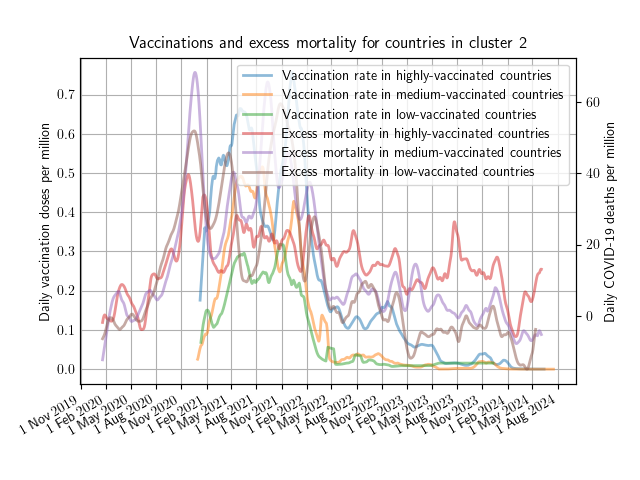 Vaccinations and excess mortality for countries in cluster 2
Vaccination rate in highly-vaccinated countries
Vaccination rate in medium-vaccinated countries
Vaccination rate in low-vaccinated countries
Excess mortality in highly-vaccinated countries
Excess mortality in medium-vaccinated countries
Excess mortality in low-vaccinated countries
Daily vaccination doses per million
0.7
0.6
0.5
0.4
0.3
0.2
0.1
0.0
Daily COVID-19 deaths per million
60
40
20
0
1 Nov 2019
1 Feb 2020
1 May 2020
1 Aug 2020
1 Nov 2020
1 Feb 2021
1 May 2021
1 Aug 2021
1 Nov 2021
1 Feb 2022
1 May 2022
1 Aug 2022
1 Nov 2022
1 Feb 2023
1 May 2023
1 Aug 2023
1 Nov 2023
1 Feb 2024
1 May 2024
1 Aug 2024